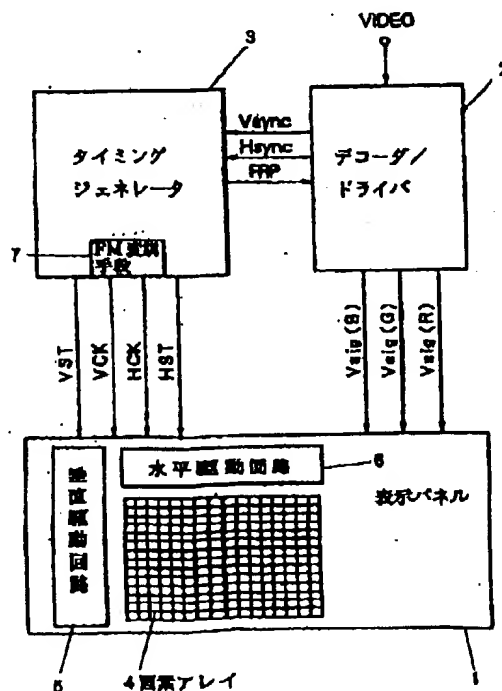 VIDEO
3
2
タイミング
ジェネレータ
Vsync
Hsync
FRP
デコーダ/
ドライバ
7
FM変調
手段
VST
VCK
HCK
HST
Vsig(B)
Vsig(G)
Vsig(R)
水平駆動回路
6
垂直駆動回路
表示パネル
5
4画素アレイ
1